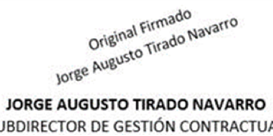 Original Firmado
Jorge Augusto Tirado Navarro
JORGE AUGUSTO TIRADO NAVARRO
UBDIRECTOR DE GESTIÓN CONTRACTUA